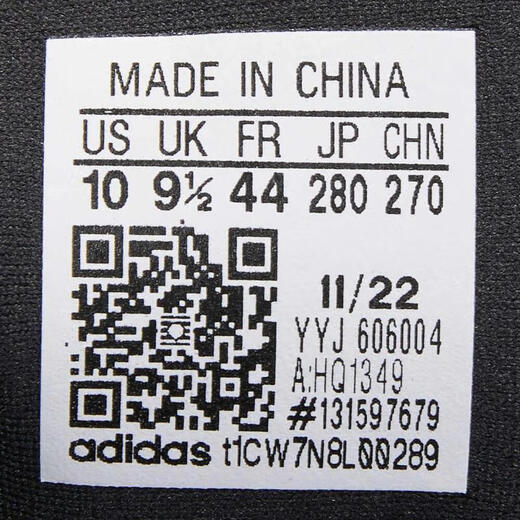 MADE IN CHINA
US UK FR JP CHN
10 9½ 44 280 270
11/22
YYJ 606004
A:HQ1349
#131597679
adidas t1CW7N8L00289